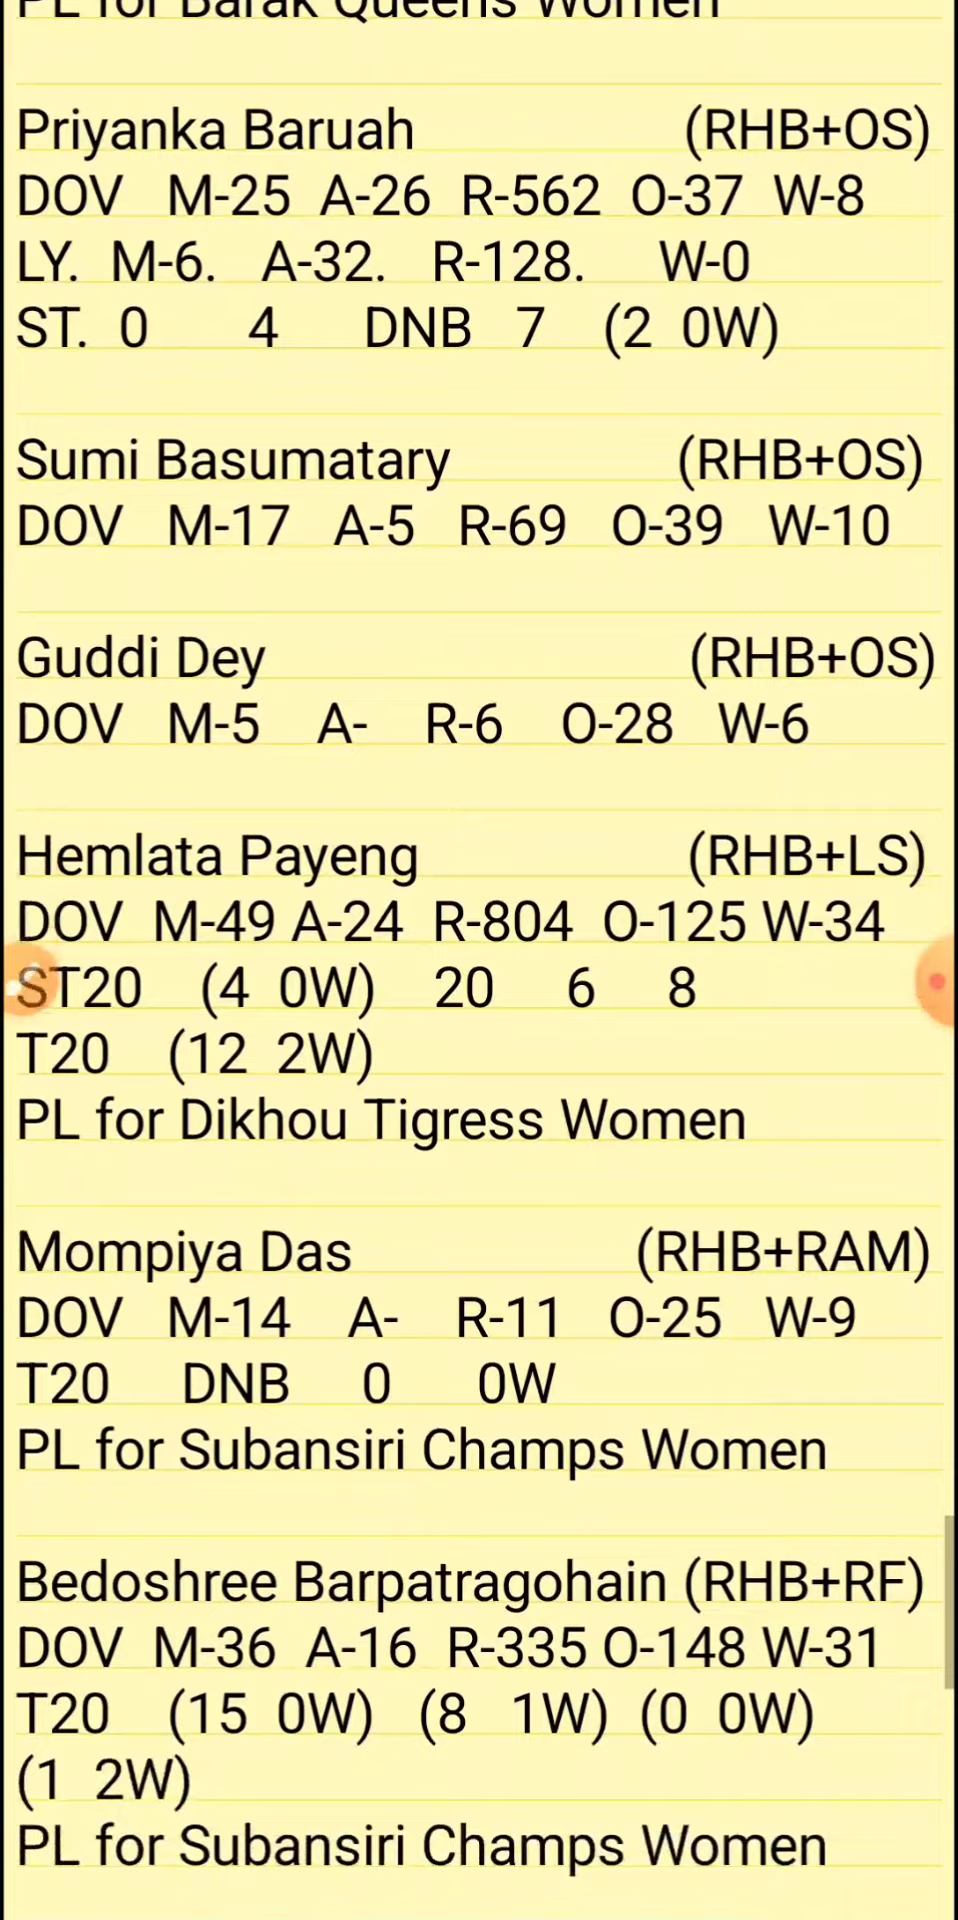 PL for Barak Queens Women
Priyanka Baruah (RHB+OS)
DOV M-25 A-26 R-562 O-37 W-8
LY. M-6. A-32. R-128. W-0
ST. 0 4 DNB 7 (2 0W)
Sumi Basumatary (RHB+OS)
DOV M-17 A-5 R-69 O-39 W-10
Guddi Dey (RHB+OS)
DOV M-5 A- R-6 O-28 W-6
Hemlata Payeng (RHB+LS)
DOV M-49 A-24 R-804 O-125 W-34
ST20 (4 0W) 20 6 8
T20 (12 2W)
PL for Dikhou Tigress Women
Mompiya Das (RHB+RAM)
DOV M-14 A- R-11 O-25 W-9
T20 DNB 0 0W
PL for Subansiri Champs Women
Bedoshree Barpatragohain (RHB+RF)
DOV M-36 A-16 R-335 O-148 W-31
T20 (15 0W) (8 1W) (0 0W)
(1 2W)
PL for Subansiri Champs Women